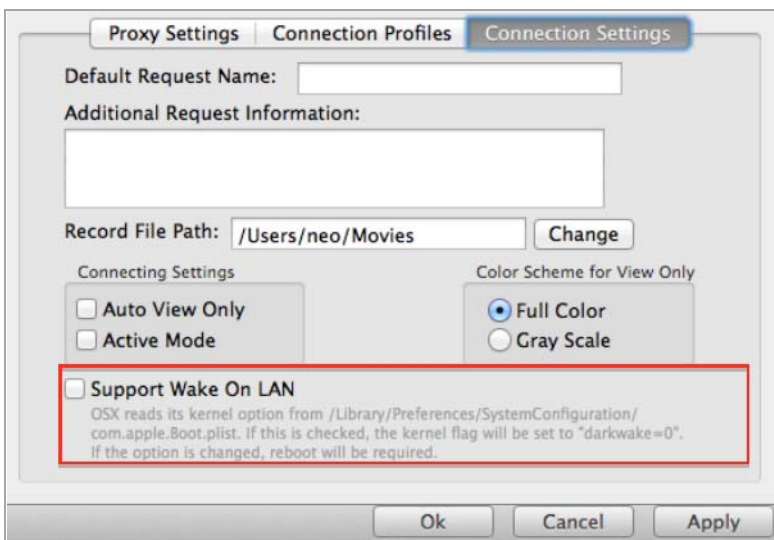 Proxy Settings Connection Profiles Connection Settings
Default Request Name:
Additional Request Information:
Record File Path: /Users/neo/Movies Change
Connecting Settings
Auto View Only
Active Mode
Color Scheme for View Only
Full Color
Gray Scale
Support Wake On LAN
OSX reads its kernel option from /Library/Preferences/SystemConfiguration/
com.apple.Boot.plist. If this is checked, the kernel flag will be set to "darkwake=0".
If the option is changed, reboot will be required.
Ok Cancel Apply